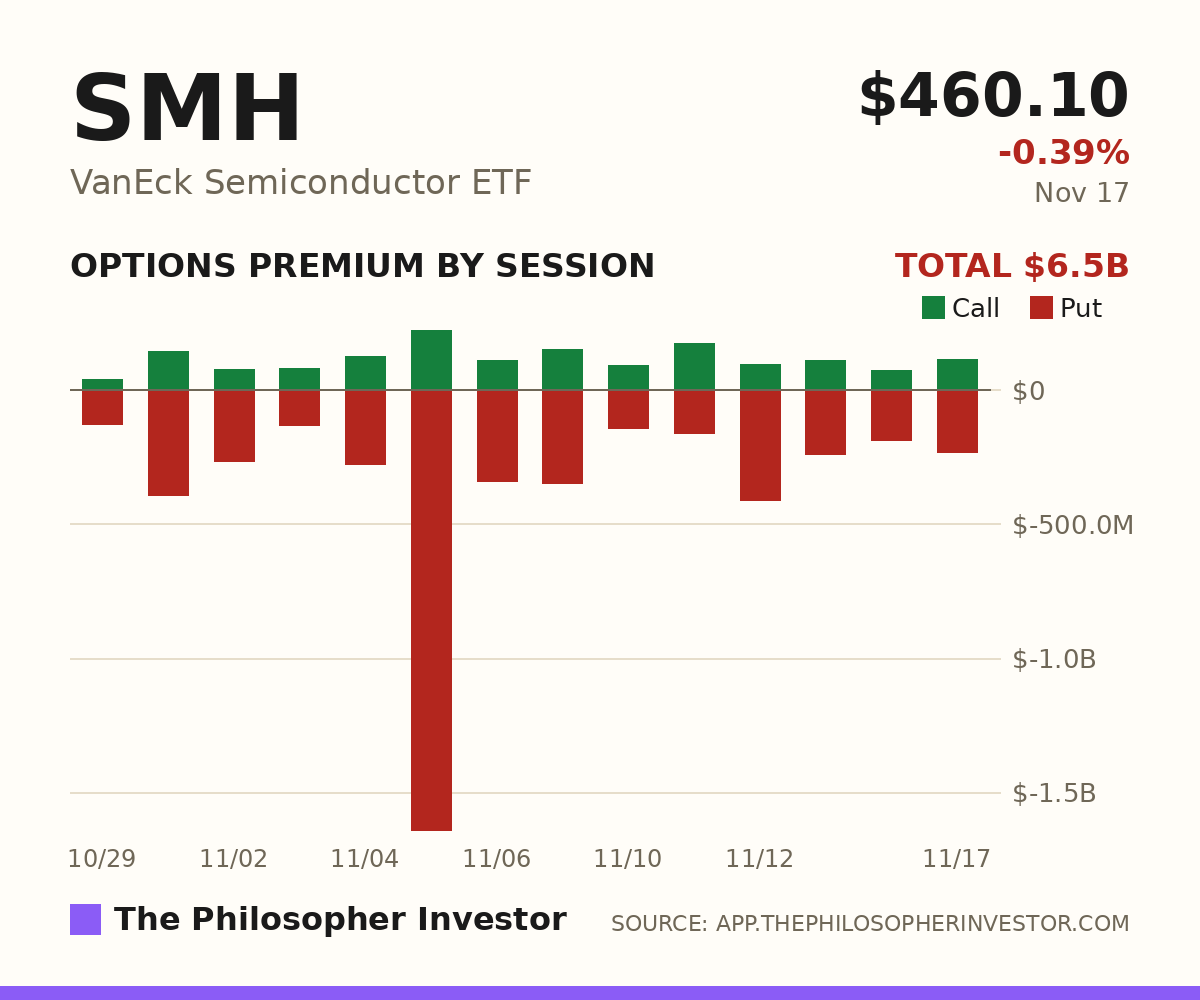 SMH
$460.10
-0.39%
VanEck Semiconductor ETF
Nov 17
OPTIONS PREMIUM BY SESSION
TOTAL $6.5B
Call
Put
$0
$-500.0M
$-1.0B
$-1.5B
10/29 11/02 11/04 11/06 11/10 11/12 11/17
The Philosopher Investor
SOURCE: APP.THEPHILOSOPHERINVESTOR.COM